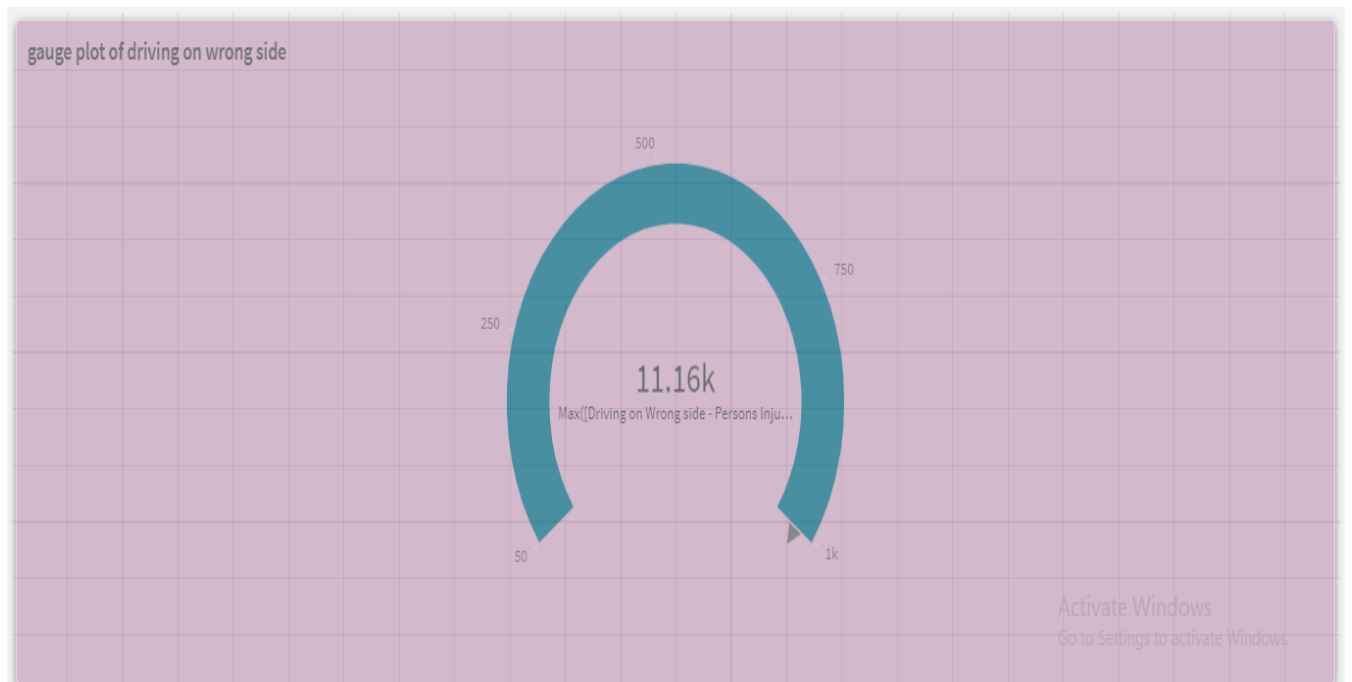 gauge plot of driving on wrong side
500
750
250
11.16k
Max([Driving on Wrong side - Persons Inju...
50
1k
Activate Windows
Go to Settings to activate Windows.